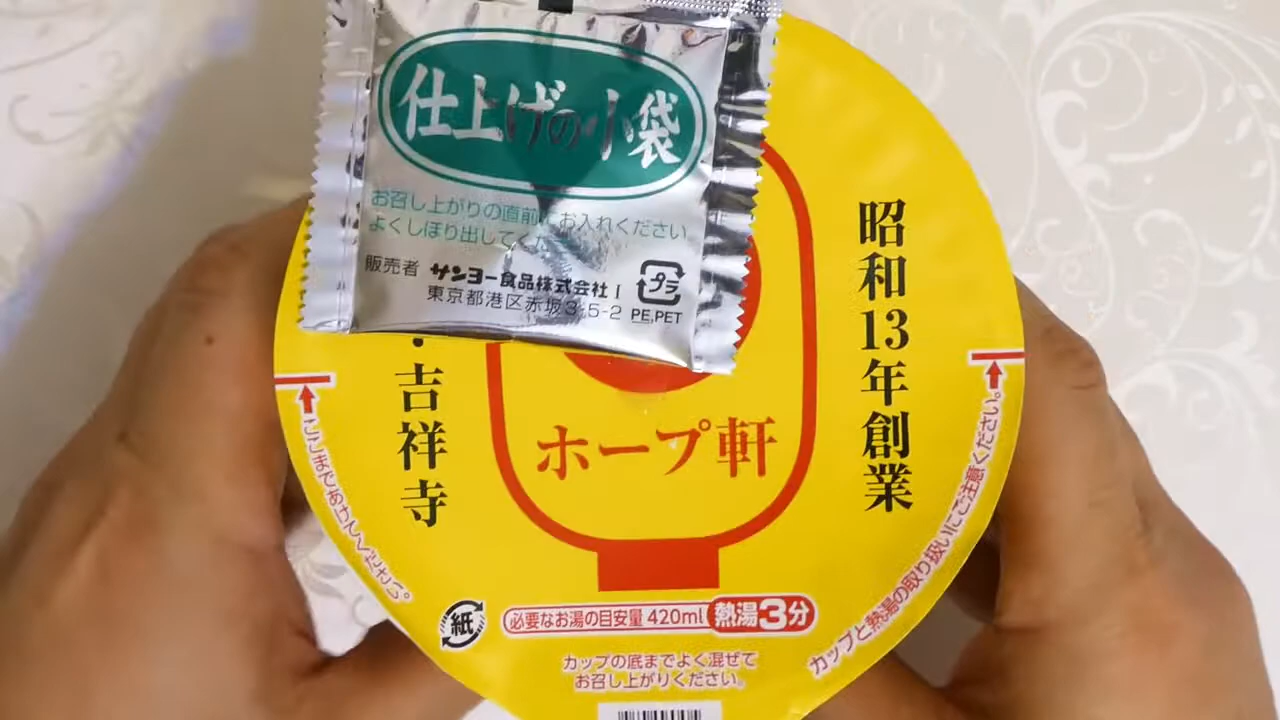 仕上げの小袋
お召し上がりの直前にお入れください
よくしぼり出してくだ
販売者 サンヨー食品株式会社 I
東京都港区赤坂3-5-2
プラ
PE,PET
昭和13年創業
・吉祥寺
ホープ軒
ここまであけてください。
カップと熱湯の取り扱いにご注意ください。
紙
必要なお湯の目安量 420ml 熱湯3分
カップの底までよく混ぜて
お召し上がりください。